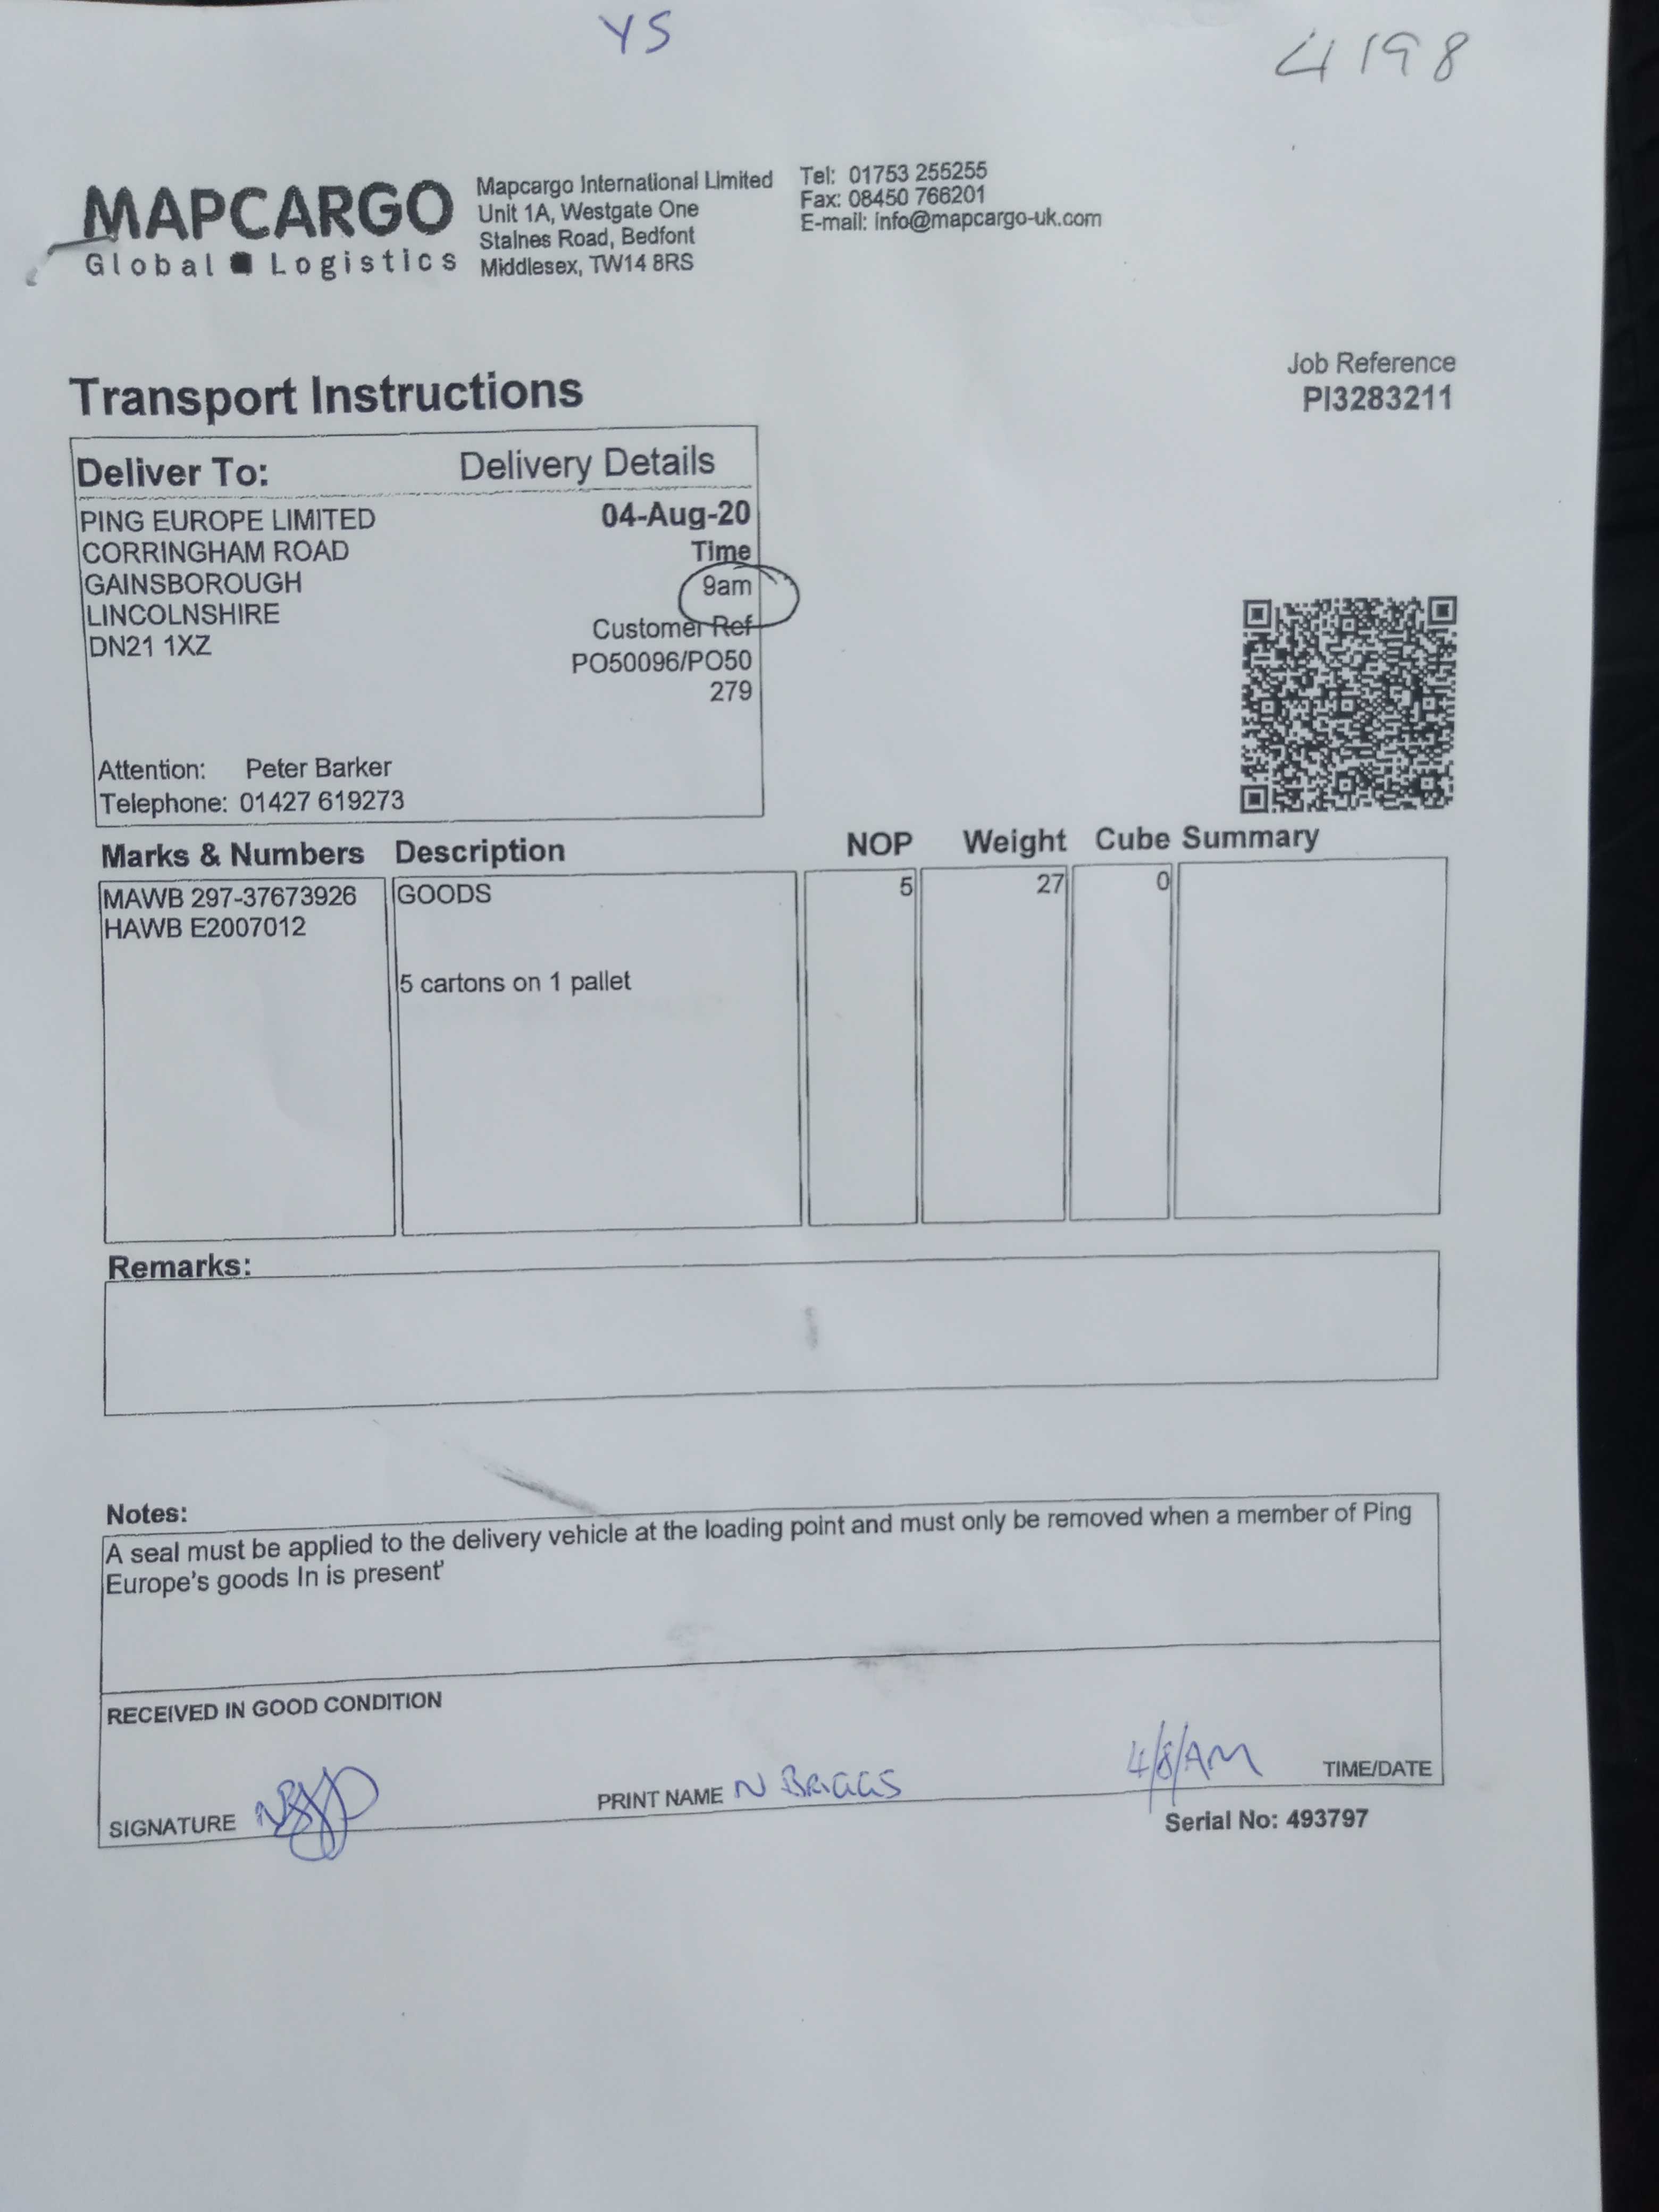 YS
4198
MAPCARGO
Global Logistics
Mapcargo International Limited
Unit 1A, Westgate One
Staines Road, Bedfont
Middlesex, TW14 8RS
Tel: 01753 255255
Fax: 08450 766201
E-mail: info@mapcargo-uk.com
Job Reference
PI3283211
Transport Instructions
Deliver To: Delivery Details
PING EUROPE LIMITED 04-Aug-20
CORRINGHAM ROAD Time
GAINSBOROUGH 9am
LINCOLNSHIRE Customer Ref
DN21 1XZ PO50096/PO50
279
Attention: Peter Barker
Telephone: 01427 619273
Marks & Numbers Description NOP Weight Cube Summary
MAWB 297-37673926 GOODS 5 27 0
HAWB E2007012
5 cartons on 1 pallet
Remarks:
Notes:
A seal must be applied to the delivery vehicle at the loading point and must only be removed when a member of Ping
Europe's goods In is present'
RECEIVED IN GOOD CONDITION
SIGNATURE PRINT NAME N BRIGGS 4/8/AM TIME/DATE
Serial No: 493797